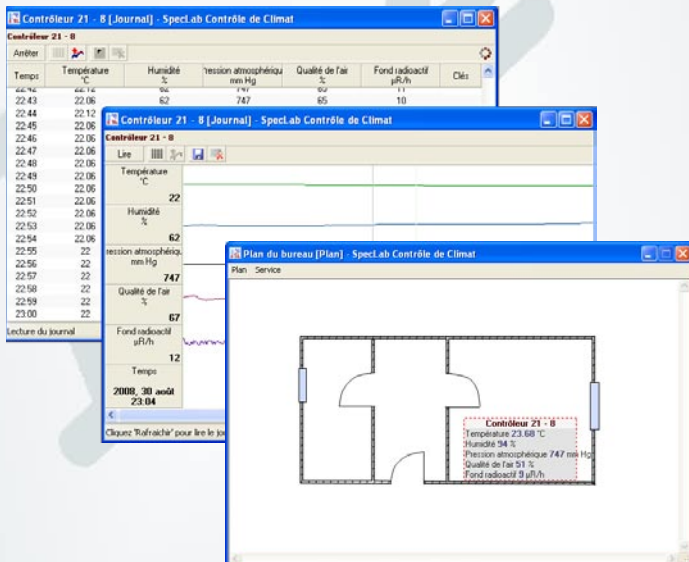 Contrôleur 21 - 8 [Journal] - SpecLab Contrôle de Climat
Contrôleur 21 - 8
Arrêter
Temps Température °C Humidité % ression atmosphériqu mm Hg Qualité de l'air % Fond radioactif µR/h Clés
22:42 22.12 62 747 65 11
22:43 22.06 62 747 65 10
22:44 22.12
22:45 22.06
22:46 22.06
22:47 22.06
22:48 22.06
22:49 22.06
22:50 22.06
22:51 22.06
22:52 22.06
22:53 22.06
22:54 22.06
22:55 22
22:56 22
22:57 22
22:58 22
22:59 22
23:00 22
Lecture du journal
Contrôleur 21 - 8 [Journal] - SpecLab Contrôle de Climat
Contrôleur 21 - 8
Lire
Température
°C
22
Humidité
%
62
ression atmosphériqu
mm Hg
747
Qualité de l'air
%
67
Fond radioactif
µR/h
12
Temps
2008, 30 août
23:04
Cliquez 'Rafraichir' pour lire le jo
Plan du bureau [Plan] - SpecLab Contrôle de Climat
Plan Service
Contrôleur 21 - 8
Température 23.68 °C
Humidité 94 %
Pression atmosphérique 747 mm Hg
Qualité de l'air 51 %
Fond radioactif 9 µR/h